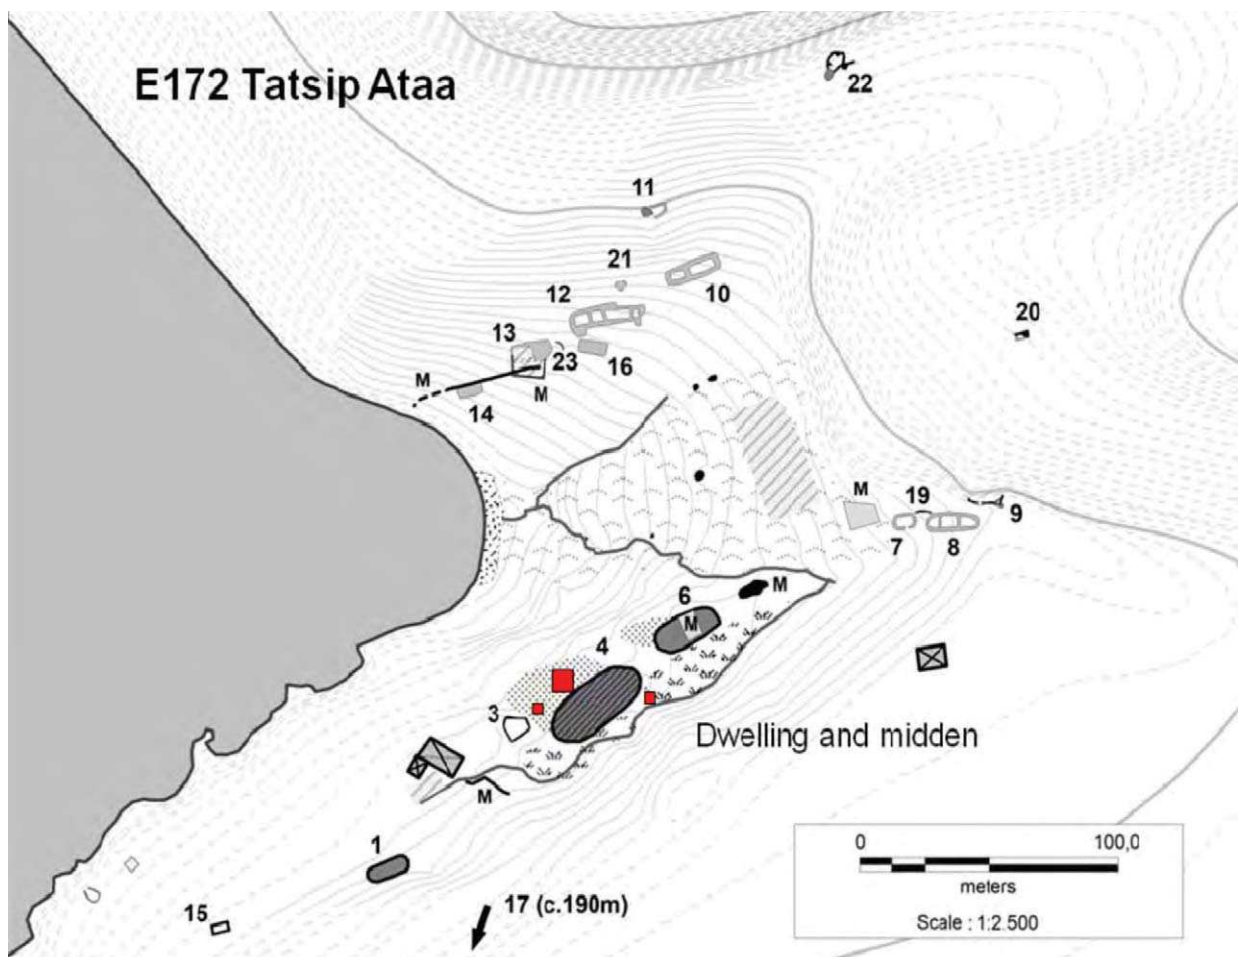 E172 Tatsip Ataa
22
11
21
10
12
20
13
23
16
M
M
14
M
19
9
7
8
6
M
M
4
3
Dwelling and midden
M
1
0
100,0
meters
17 (c.190m)
15
Scale : 1:2.500